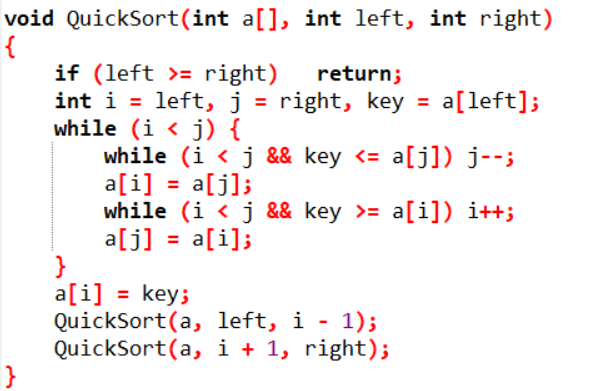 void QuickSort(int a[], int left, int right)
{
    if (left >= right)   return;
    int i = left, j = right, key = a[left];
    while (i < j) {
        while (i < j && key <= a[j]) j--;
        a[i] = a[j];
        while (i < j && key >= a[i]) i++;
        a[j] = a[i];
    }
    a[i] = key;
    QuickSort(a, left, i - 1);
    QuickSort(a, i + 1, right);
}